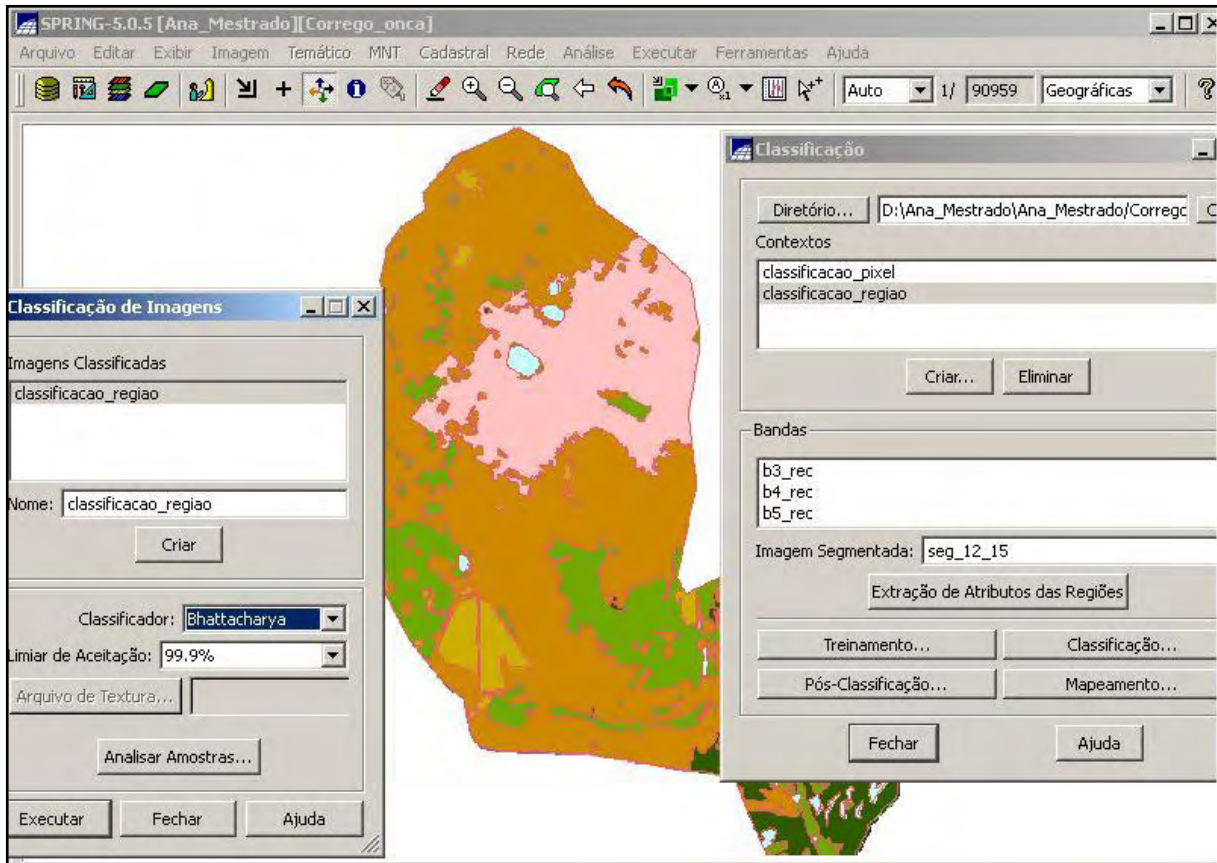 SPRING-5.0.5 [Ana_Mestrado][Corrego_onca]
Arquivo Editar Exibir Imagem Temático MNT Cadastral Rede Análise Executar Ferramentas Ajuda
Auto 1/ 90959 Geográficas
Classificação de Imagens
Imagens Classificadas
classificacao_regiao
Nome: classificacao_regiao
Criar
Classificador: Bhattacharya
Limiar de Aceitação: 99.9%
Arquivo de Textura...
Analisar Amostras...
Executar Fechar Ajuda
Classificação
Diretório... D:\Ana_Mestrado\Ana_Mestrado/Corregc
Contextos
classificacao_pixel
classificacao_regiao
Criar... Eliminar
Bandas
b3_rec
b4_rec
b5_rec
Imagem Segmentada: seg_12_15
Extração de Atributos das Regiões
Treinamento... Classificação...
Pós-Classificação... Mapeamento...
Fechar Ajuda